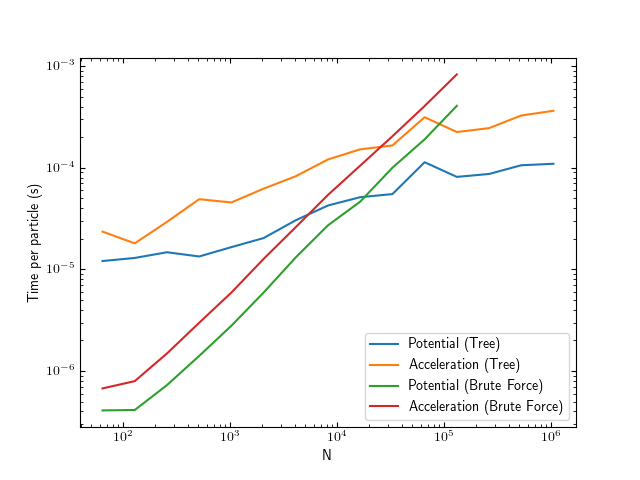 10⁻³
10⁻⁴
10⁻⁵
10⁻⁶
Time per particle (s)
Potential (Tree)
Acceleration (Tree)
Potential (Brute Force)
Acceleration (Brute Force)
10² 10³ 10⁴ 10⁵ 10⁶
N